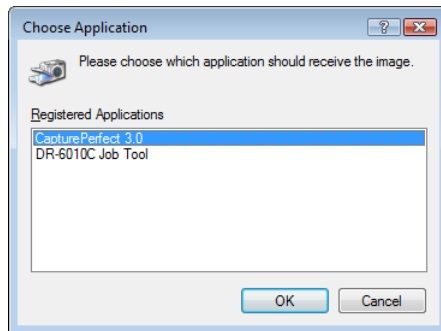 Choose Application
Please choose which application should receive the image.
Registered Applications
CapturePerfect 3.0
DR-6010C Job Tool
OK
Cancel